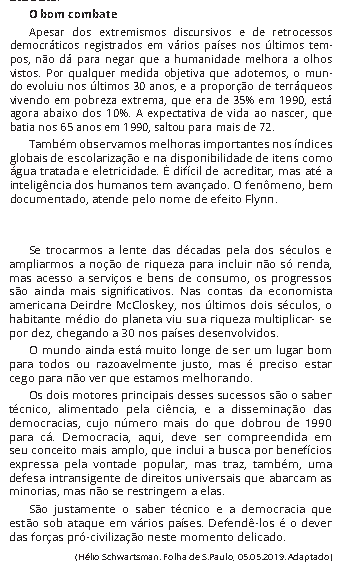 O bom combate
Apesar dos extremismos discursivos e de retrocessos
democráticos registrados em vários países nos últimos tem-
pos, não dá para negar que a humanidade melhora a olhos
vistos. Por qualquer medida objetiva que adotemos, o mun-
do evoluiu nos últimos 30 anos, e a proporção de terráqueos
vivendo em pobreza extrema, que era de 35% em 1990, está
agora abaixo dos 10%. A expectativa de vida ao nascer, que
batia nos 65 anos em 1990, saltou para mais de 72.
Também observamos melhoras importantes nos índices
globais de escolarização e na disponibilidade de itens como
água tratada e eletricidade. É difícil de acreditar, mas até a
inteligência dos humanos tem avançado. O fenômeno, bem
documentado, atende pelo nome de efeito Flynn.
Se trocarmos a lente das décadas pela dos séculos e
ampliarmos a noção de riqueza para incluir não só renda,
mas acesso a serviços e bens de consumo, os progressos
são ainda mais significativos. Nas contas da economista
americana Deirdre McCloskey, nos últimos dois séculos, o
habitante médio do planeta viu sua riqueza multiplicar- se
por dez, chegando a 30 nos países desenvolvidos.
O mundo ainda está muito longe de ser um lugar bom
para todos ou razoavelmente justo, mas é preciso estar
cego para não ver que estamos melhorando.
Os dois motores principais desses sucessos são o saber
técnico, alimentado pela ciência, e a disseminação das
democracias, cujo número mais do que dobrou de 1990
para cá. Democracia, aqui, deve ser compreendida em
seu conceito mais amplo, que inclui a busca por benefícios
expressa pela vontade popular, mas traz, também, uma
defesa intransigente de direitos universais que abarcam as
minorias, mas não se restringem a elas.
São justamente o saber técnico e a democracia que
estão sob ataque em vários países. Defendê-los é o dever
das forças pró-civilização neste momento delicado.
(Hélio Schwartsman. Folha de S.Paulo, 05.05.2019. Adaptado)